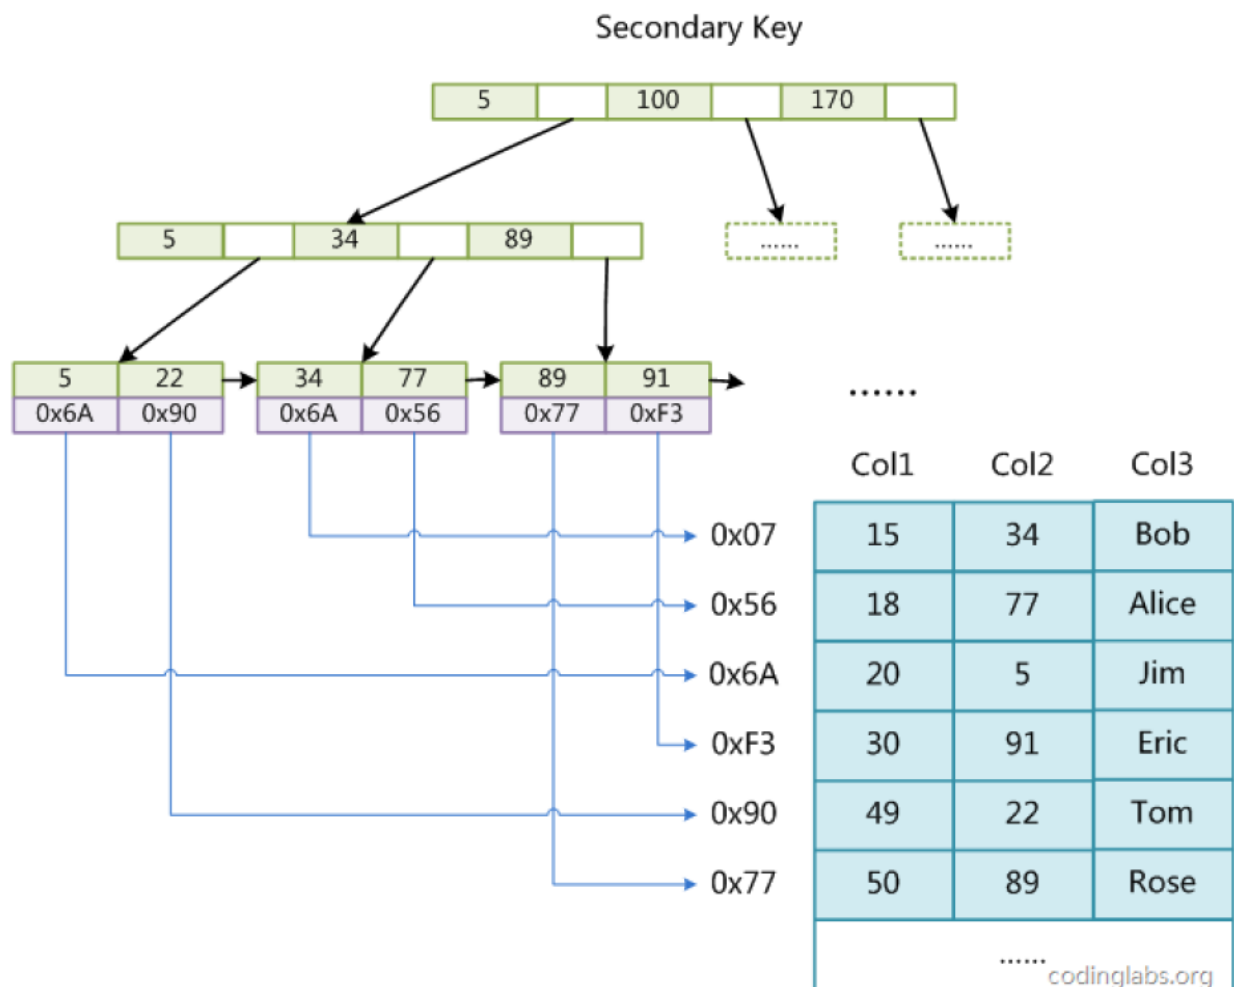 Secondary Key
5 100 170
5 34 89
...... ......
5 22 34 77 89 91
0x6A 0x90 0x6A 0x56 0x77 0xF3
......
Col1 Col2 Col3
0x07 15 34 Bob
0x56 18 77 Alice
0x6A 20 5 Jim
0xF3 30 91 Eric
0x90 49 22 Tom
0x77 50 89 Rose
......
codinglabs.org